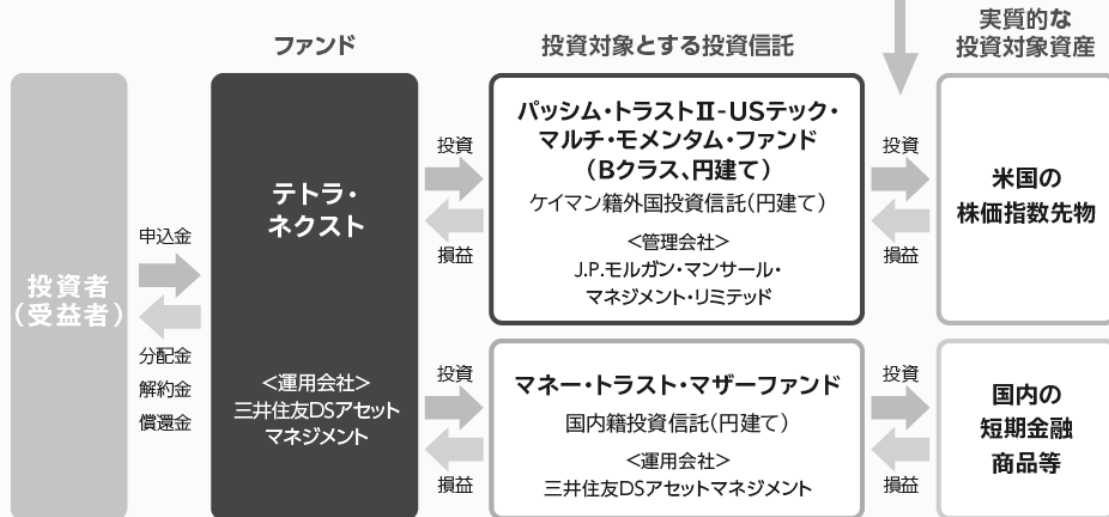 ファンド
投資対象とする投資信託
実質的な
投資対象資産
投資者
（受益者）
申込金
分配金
解約金
償還金
テトラ・
ネクスト
<運用会社>
三井住友DSアセット
マネジメント
投資
損益
パッシム・トラストⅡ-USテック・
マルチ・モメンタム・ファンド
（Bクラス、円建て）
ケイマン籍外国投資信託（円建て）
<管理会社>
J.P.モルガン・マンサール・
マネジメント・リミテッド
投資
損益
米国の
株価指数先物
投資
損益
マネー・トラスト・マザーファンド
国内籍投資信託（円建て）
<運用会社>
三井住友DSアセットマネジメント
投資
損益
国内の
短期金融
商品等